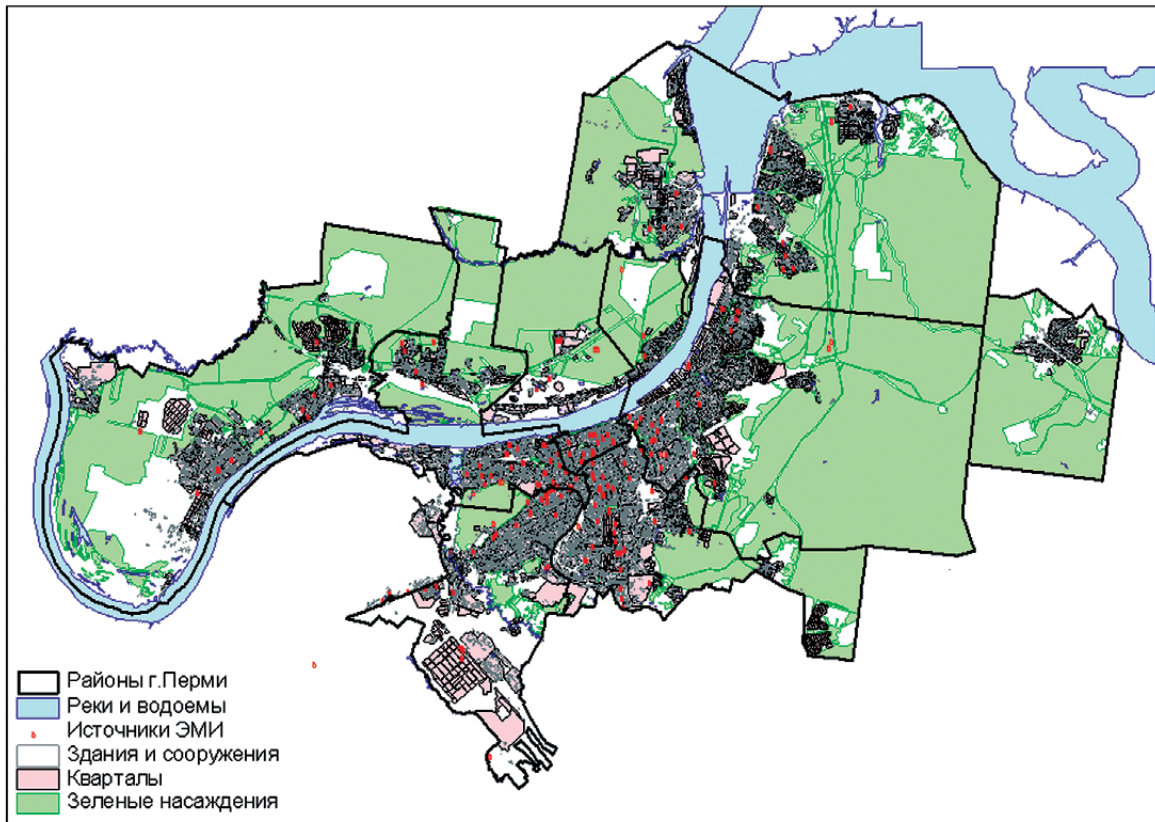 Районы г.Перми
Реки и водоемы
Источники ЭМИ
Здания и сооружения
Кварталы
Зеленые насаждения